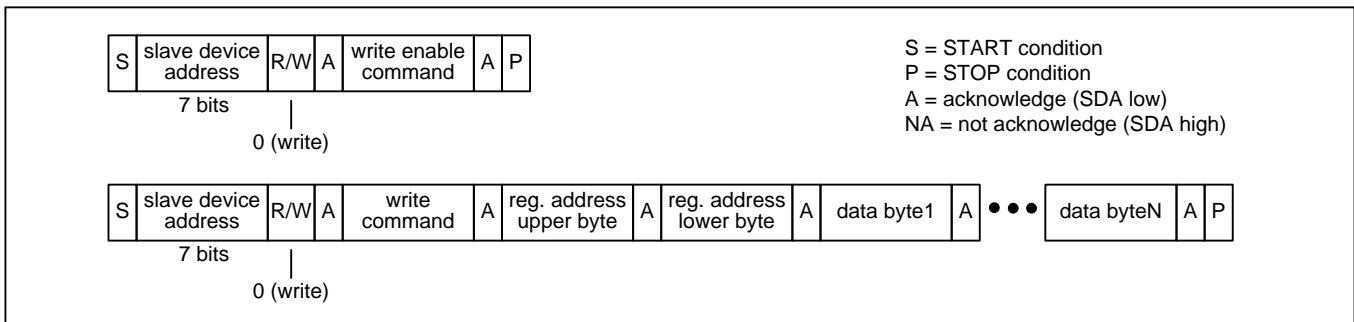 S slave device address R/W A write enable command A P
7 bits
0 (write)
S = START condition
P = STOP condition
A = acknowledge (SDA low)
NA = not acknowledge (SDA high)
S slave device address R/W A write command A reg. address upper byte A reg. address lower byte A data byte1 A ••• data byteN A P
7 bits
0 (write)